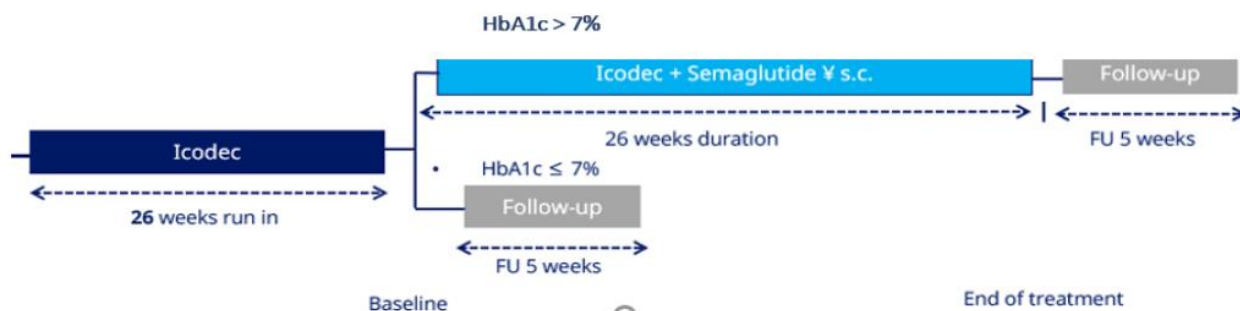 HbA1c > 7%
Icodec + Semaglutide ¥ s.c.
Follow-up
26 weeks duration
FU 5 weeks
Icodec
HbA1c ≤ 7%
26 weeks run in
Follow-up
FU 5 weeks
Baseline
End of treatment